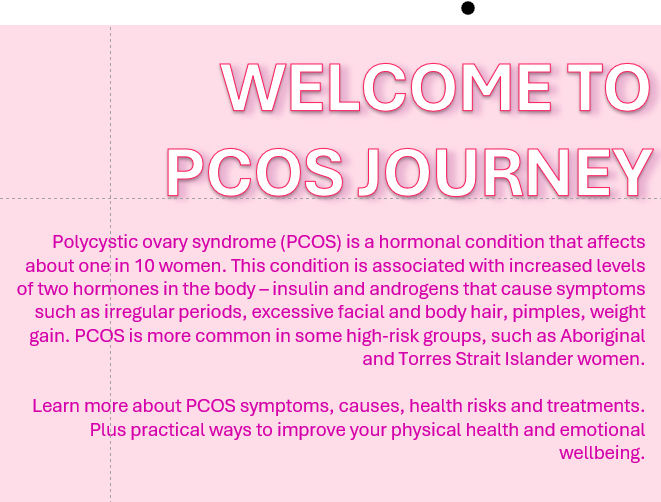 WELCOME TO
PCOS JOURNEY
Polycystic ovary syndrome (PCOS) is a hormonal condition that affects
about one in 10 women. This condition is associated with increased levels
of two hormones in the body – insulin and androgens that cause symptoms
such as irregular periods, excessive facial and body hair, pimples, weight
gain. PCOS is more common in some high-risk groups, such as Aboriginal
and Torres Strait Islander women.
Learn more about PCOS symptoms, causes, health risks and treatments.
Plus practical ways to improve your physical health and emotional
wellbeing.